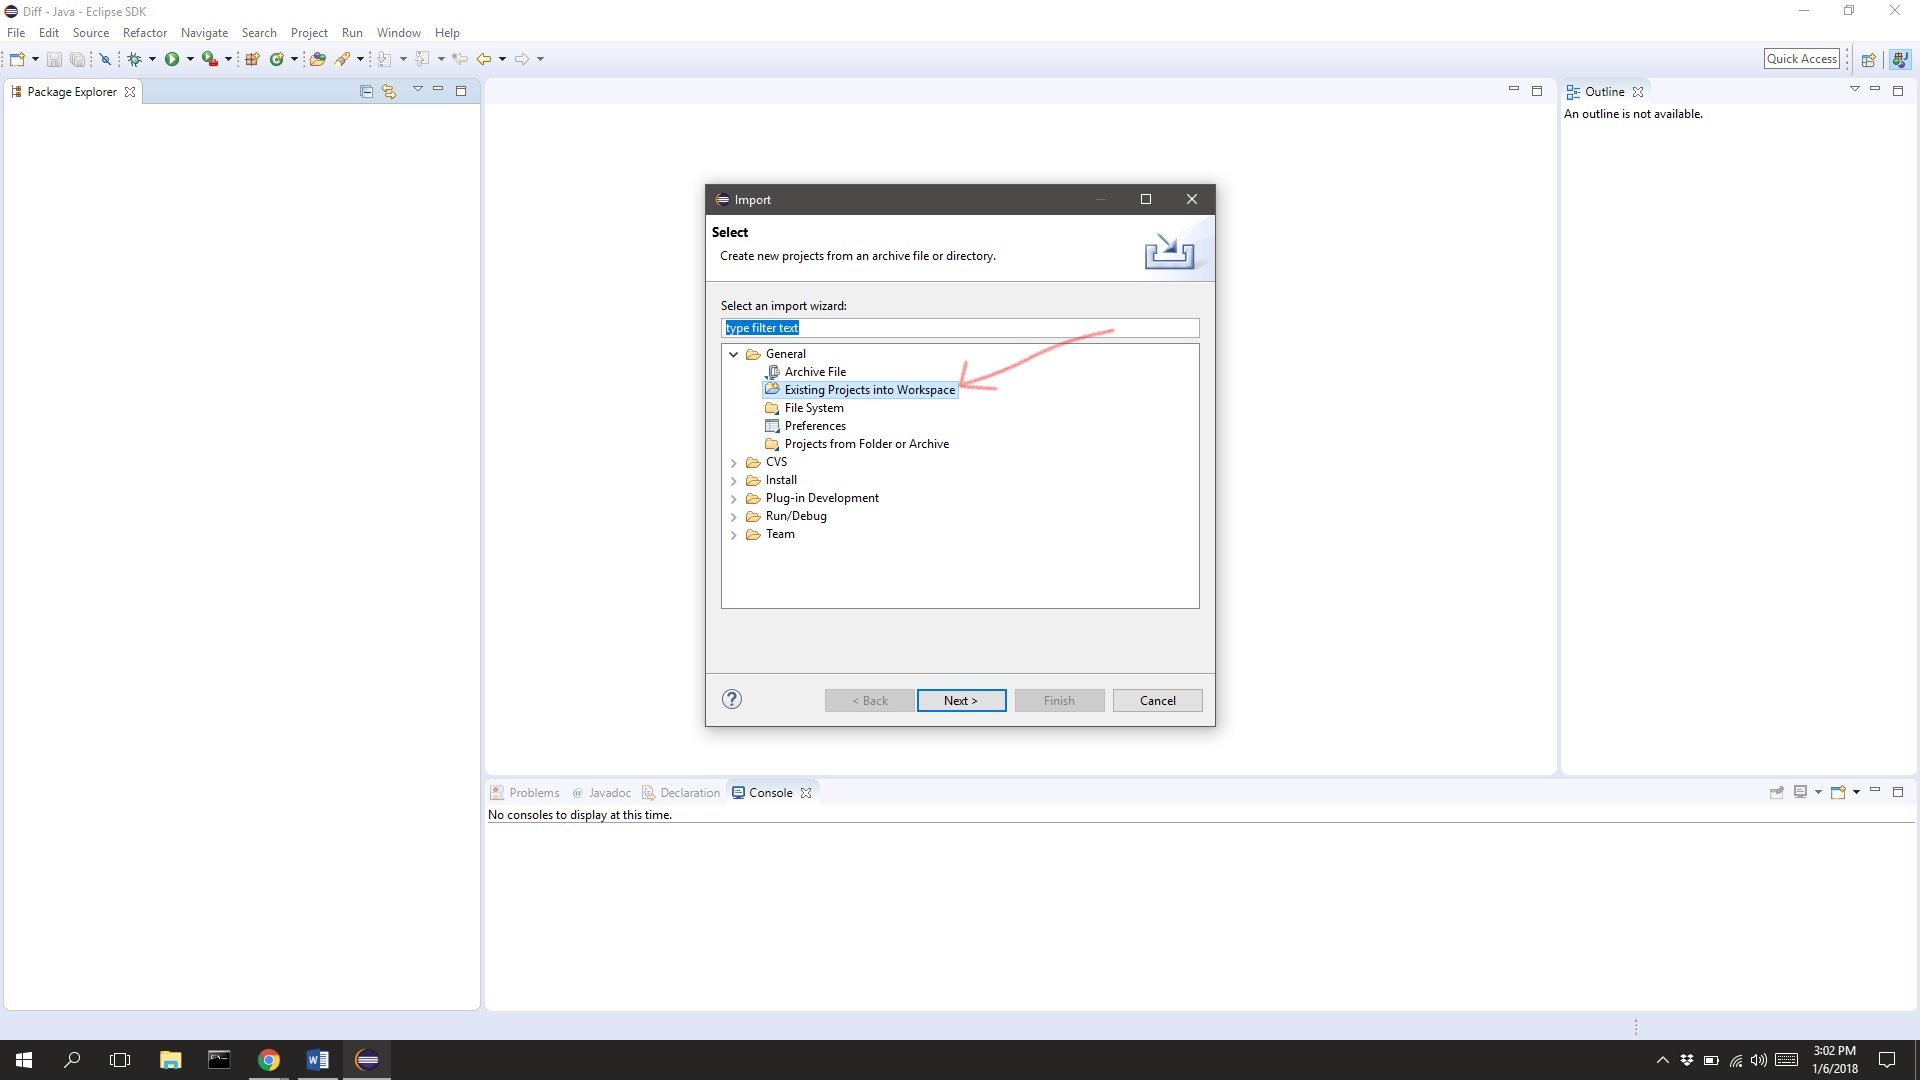 Diff - Java - Eclipse SDK
File Edit Source Refactor Navigate Search Project Run Window Help
Quick Access
Package Explorer
Outline
An outline is not available.
Import
Select
Create new projects from an archive file or directory.
Select an import wizard:
type filter text
General
Archive File
Existing Projects into Workspace
File System
Preferences
Projects from Folder or Archive
CVS
Install
Plug-in Development
Run/Debug
Team
? < Back Next > Finish Cancel
Problems @ Javadoc Declaration Console
No consoles to display at this time.
3:02 PM
1/6/2018